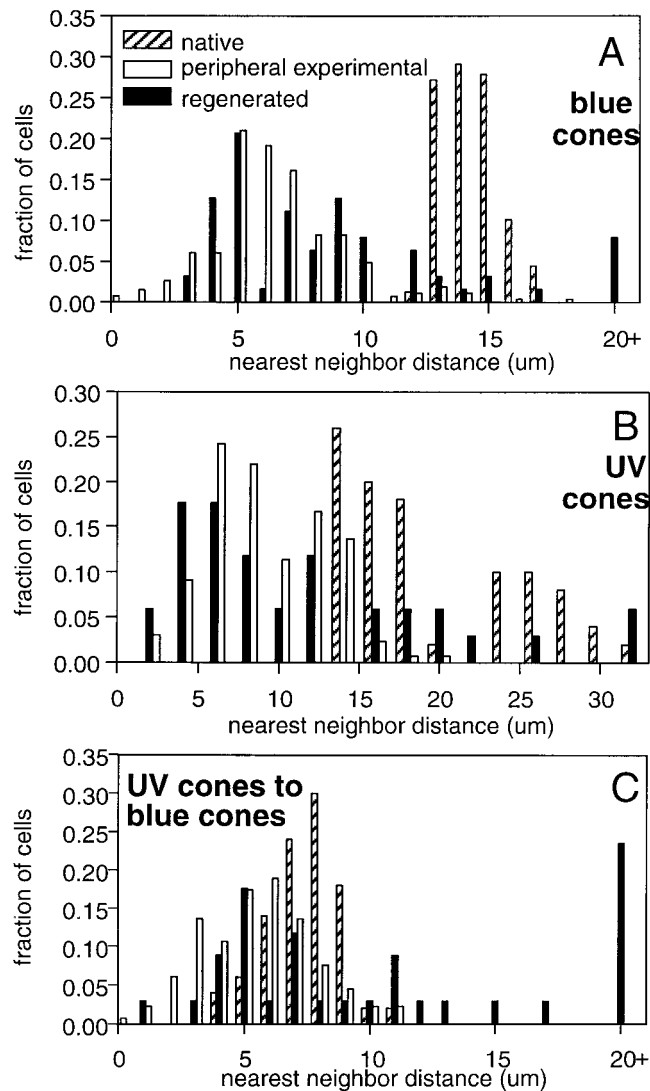 0.35
0.30
0.25
0.20
0.15
0.10
0.05
0.00
fraction of cells
native
peripheral experimental
regenerated
A
blue
cones
0 5 10 15 20+
nearest neighbor distance (um)
0.30
0.25
0.20
0.15
0.10
0.05
0.00
fraction of cells
B
UV
cones
0 5 10 15 20 25 30
nearest neighbor distance (um)
0.35
0.30
0.25
0.20
0.15
0.10
0.05
0.00
fraction of cells
UV cones to
blue cones
C
0 5 10 15 20+
nearest neighbor distance (um)